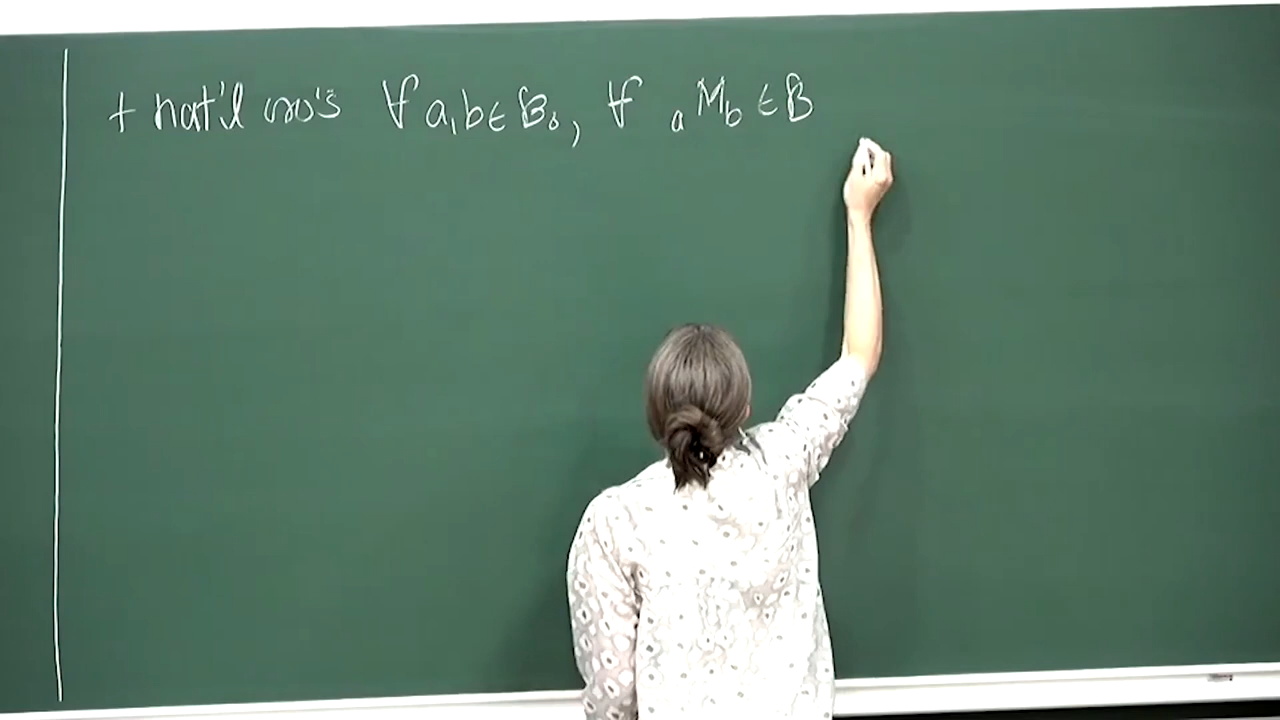 + nat'l iso's ∀ a,b ∈ B₀, ∀ ₐM_b ∈ B